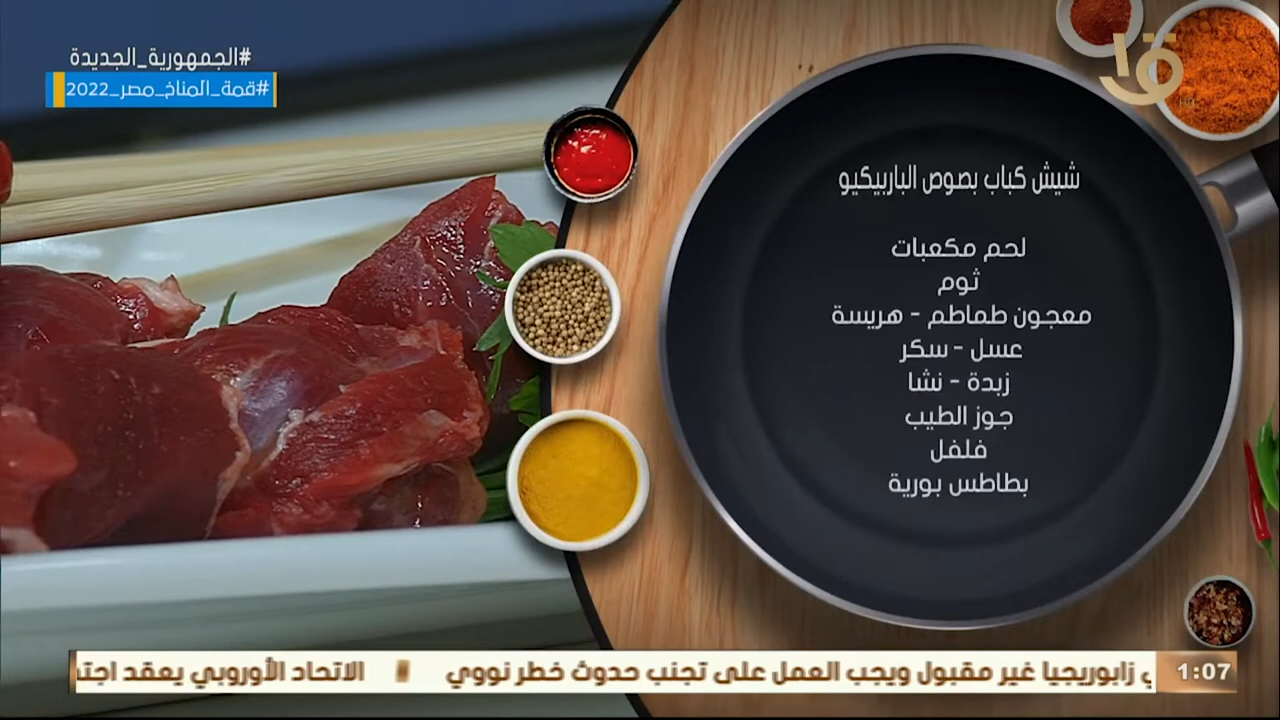 #الجمهورية_الجديدة
#قمة_المناخ_مصر_2022
شيش كباب بصوص الباربيكيو
لحم مكعبات
ثوم
معجون طماطم - هريسة
عسل - سكر
زبدة - نشا
جوز الطيب
فلفل
بطاطس بورية
1:07
زابوريجيا غير مقبول ويجب العمل على تجنب حدوث خطر نووي الاتحاد الأوروبي يعقد